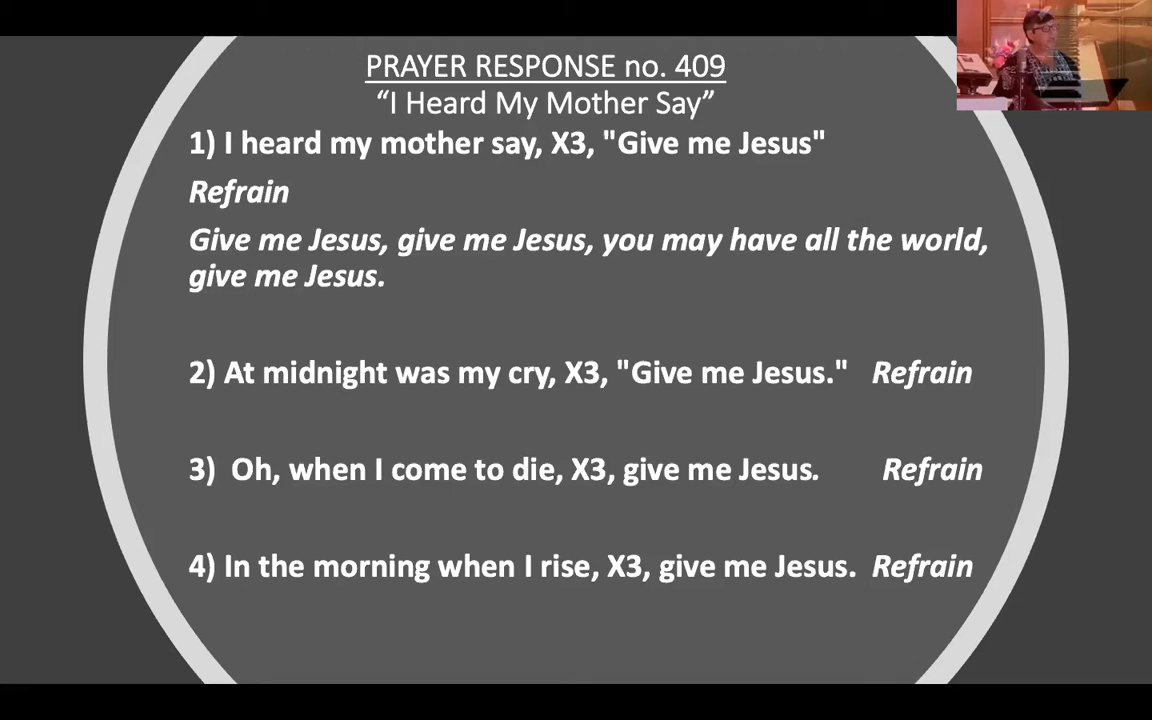 PRAYER RESPONSE no. 409
“I Heard My Mother Say”
1) I heard my mother say, X3, "Give me Jesus"
Refrain
Give me Jesus, give me Jesus, you may have all the world,
give me Jesus.
2) At midnight was my cry, X3, "Give me Jesus." Refrain
3) Oh, when I come to die, X3, give me Jesus. Refrain
4) In the morning when I rise, X3, give me Jesus. Refrain